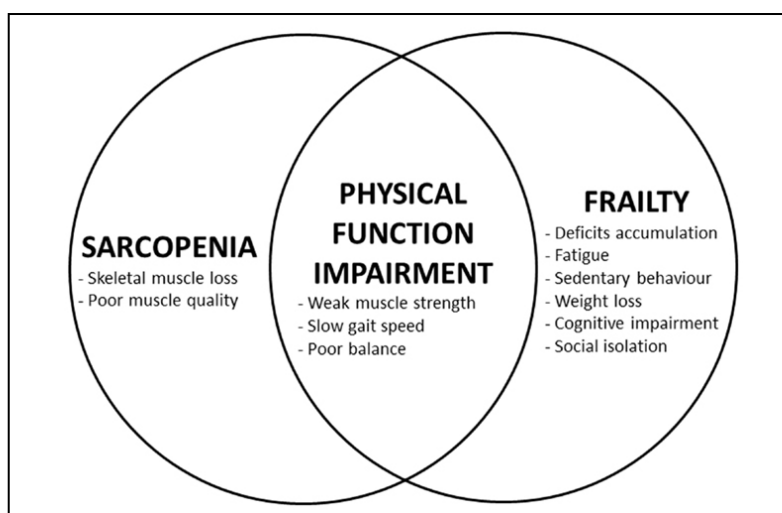 SARCOPENIA
- Skeletal muscle loss
- Poor muscle quality
PHYSICAL
FUNCTION
IMPAIRMENT
- Weak muscle strength
- Slow gait speed
- Poor balance
FRAILTY
- Deficits accumulation
- Fatigue
- Sedentary behaviour
- Weight loss
- Cognitive impairment
- Social isolation